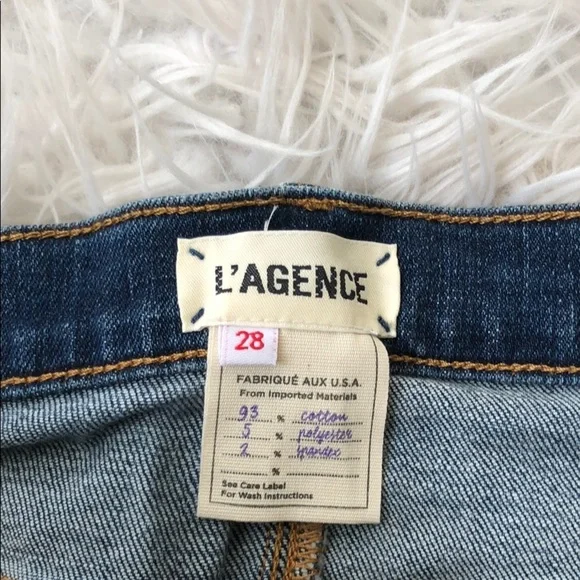 L'AGENCE
28
FABRIQUÉ AUX U.S.A.
From Imported Materials
93 % cotton
5 % polyester
2 % spandex
%
See Care Label
For Wash Instructions